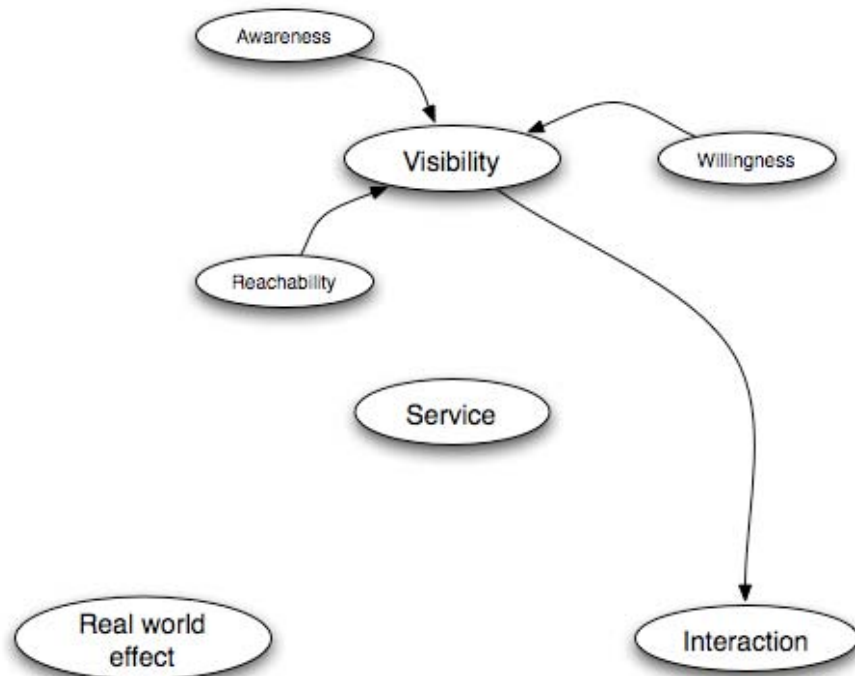 Awareness
Visibility
Willingness
Reachability
Service
Real world
effect
Interaction